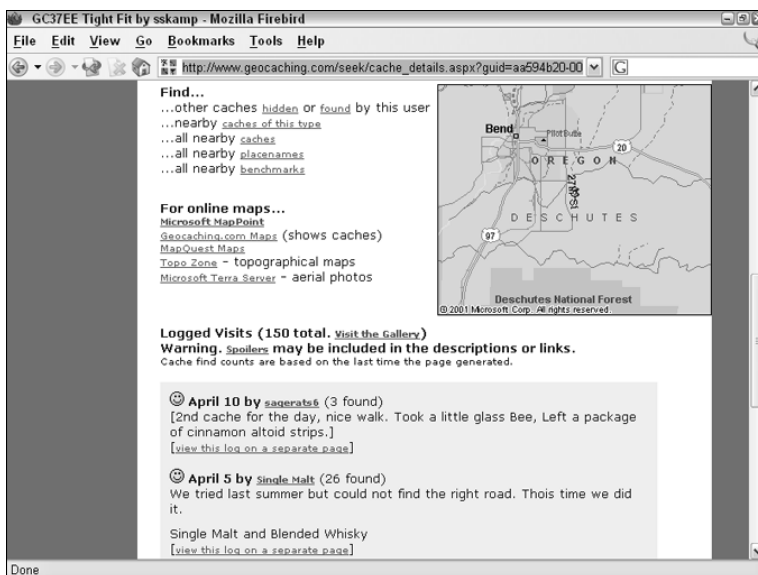 GC37EE Tight Fit by sskamp - Mozilla Firebird
File Edit View Go Bookmarks Tools Help
http://www.geocaching.com/seek/cache_details.aspx?guid=aa594b20-00
G
Find...
...other caches hidden or found by this user
...nearby caches of this type
...all nearby caches
...all nearby placenames
...all nearby benchmarks
For online maps...
Microsoft MapPoint
Geocaching.com Maps (shows caches)
MapQuest Maps
Topo Zone - topographical maps
Microsoft Terra Server - aerial photos
Bend
Pilot Butte
20
OREGON
27th St
DESCHUTES
97
Deschutes National Forest
© 2001 Microsoft Corp. All rights reserved.
Logged Visits (150 total. Visit the Gallery)
Warning. Spoilers may be included in the descriptions or links.
Cache find counts are based on the last time the page generated.
April 10 by sagerats6 (3 found)
[2nd cache for the day, nice walk. Took a little glass Bee, Left a package
of cinnamon altoid strips.]
[view this log on a separate page]
April 5 by Single Malt (26 found)
We tried last summer but could not find the right road. Thois time we did
it.
Single Malt and Blended Whisky
[view this log on a separate page]
Done